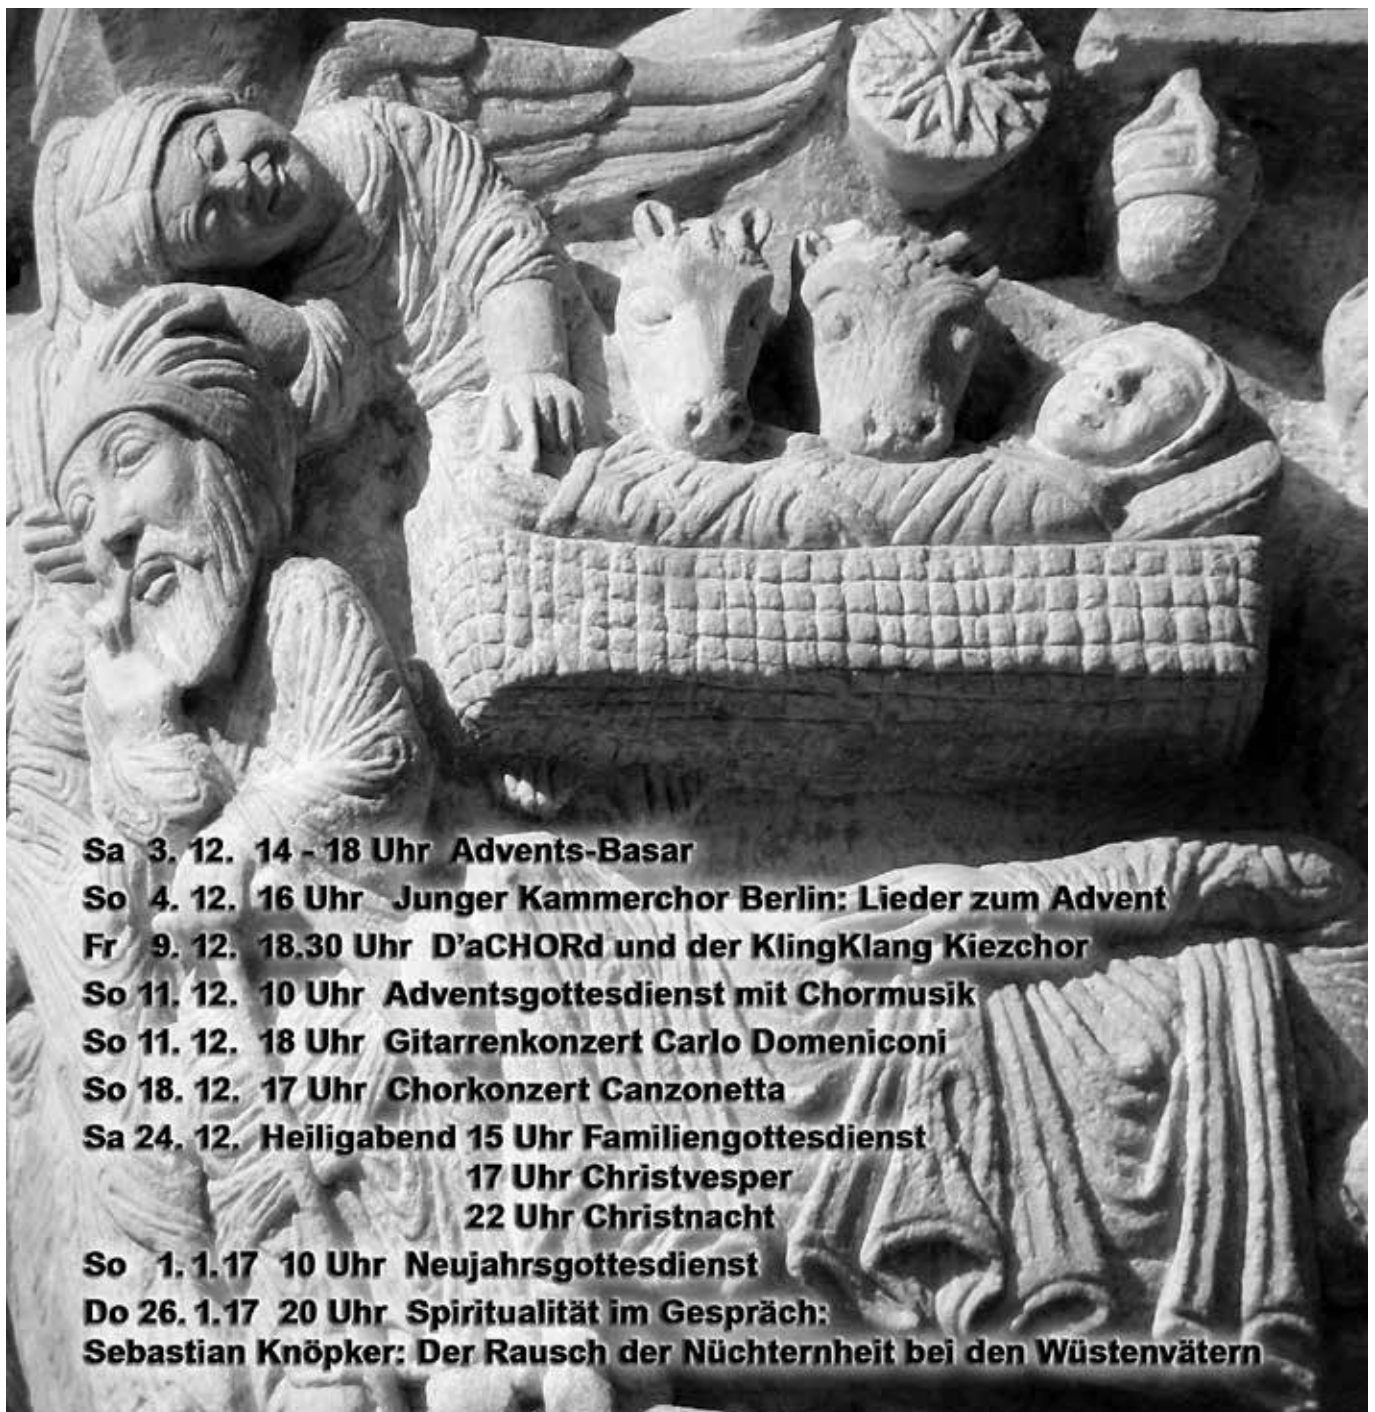 Sa 3. 12. 14 - 18 Uhr Advents-Basar
So 4. 12. 16 Uhr Junger Kammerchor Berlin: Lieder zum Advent
Fr 9. 12. 18.30 Uhr D’aCHORd und der KlingKlang Kiezchor
So 11. 12. 10 Uhr Adventsgottesdienst mit Chormusik
So 11. 12. 18 Uhr Gitarrenkonzert Carlo Domeniconi
So 18. 12. 17 Uhr Chorkonzert Canzonetta
Sa 24. 12. Heiligabend 15 Uhr Familiengottesdienst
17 Uhr Christvesper
22 Uhr Christnacht
So 1. 1. 17 10 Uhr Neujahrsgottesdienst
Do 26. 1.17 20 Uhr Spiritualität im Gespräch:
Sebastian Knöpker: Der Rausch der Nüchternheit bei den Wüstenvätern